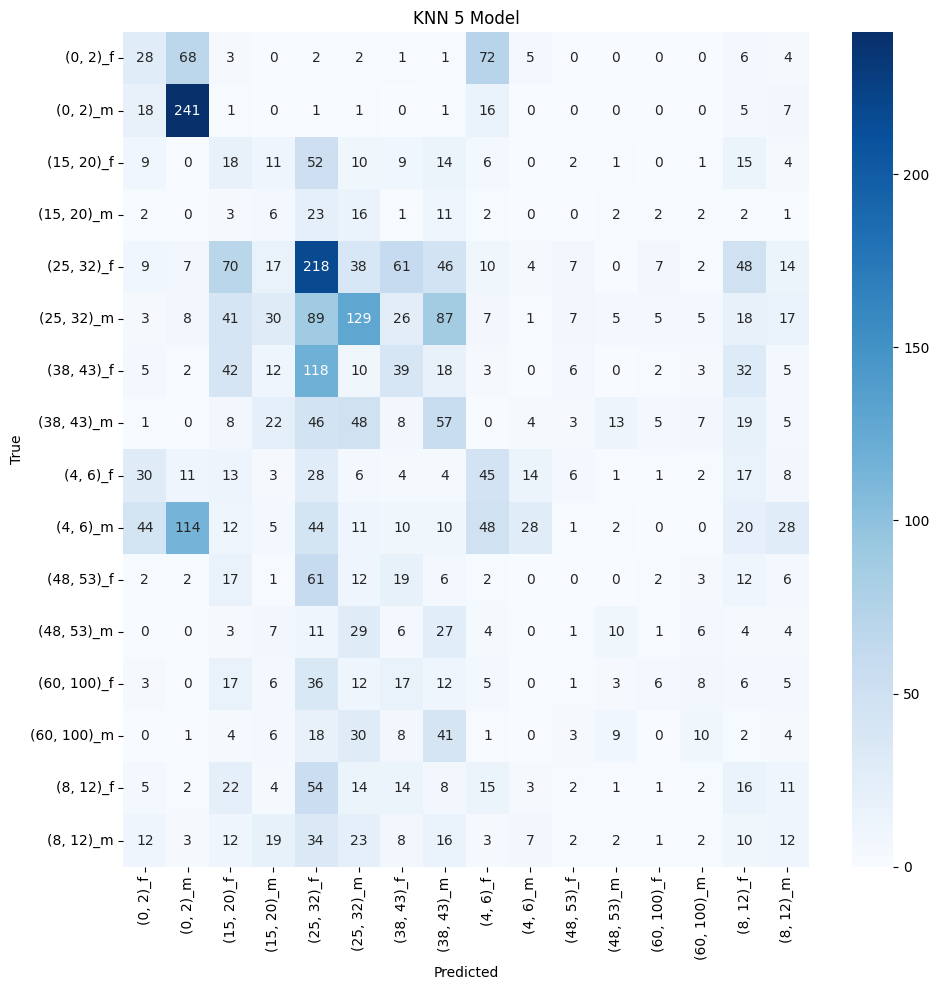 KNN 5 Model
(0, 2)_f 28 68 3 0 2 2 1 1 72 5 0 0 0 0 6 4
(0, 2)_m 18 241 1 0 1 1 0 1 16 0 0 0 0 0 5 7
(15, 20)_f 9 0 18 11 52 10 9 14 6 0 2 1 0 1 15 4
(15, 20)_m 2 0 3 6 23 16 1 11 2 0 0 2 2 2 2 1
(25, 32)_f 9 7 70 17 218 38 61 46 10 4 7 0 7 2 48 14
(25, 32)_m 3 8 41 30 89 129 26 87 7 1 7 5 5 5 18 17
(38, 43)_f 5 2 42 12 118 10 39 18 3 0 6 0 2 3 32 5
(38, 43)_m 1 0 8 22 46 48 8 57 0 4 3 13 5 7 19 5
(4, 6)_f 30 11 13 3 28 6 4 4 45 14 6 1 1 2 17 8
(4, 6)_m 44 114 12 5 44 11 10 10 48 28 1 2 0 0 20 28
(48, 53)_f 2 2 17 1 61 12 19 6 2 0 0 0 2 3 12 6
(48, 53)_m 0 0 3 7 11 29 6 27 4 0 1 10 1 6 4 4
(60, 100)_f 3 0 17 6 36 12 17 12 5 0 1 3 6 8 6 5
(60, 100)_m 0 1 4 6 18 30 8 41 1 0 3 9 0 10 2 4
(8, 12)_f 5 2 22 4 54 14 14 8 15 3 2 1 1 2 16 11
(8, 12)_m 12 3 12 19 34 23 8 16 3 7 2 2 1 2 10 12
(0, 2)_f (0, 2)_m (15, 20)_f (15, 20)_m (25, 32)_f (25, 32)_m (38, 43)_f (38, 43)_m (4, 6)_f (4, 6)_m (48, 53)_f (48, 53)_m (60, 100)_f (60, 100)_m (8, 12)_f (8, 12)_m
Predicted
True
200
150
100
50
0